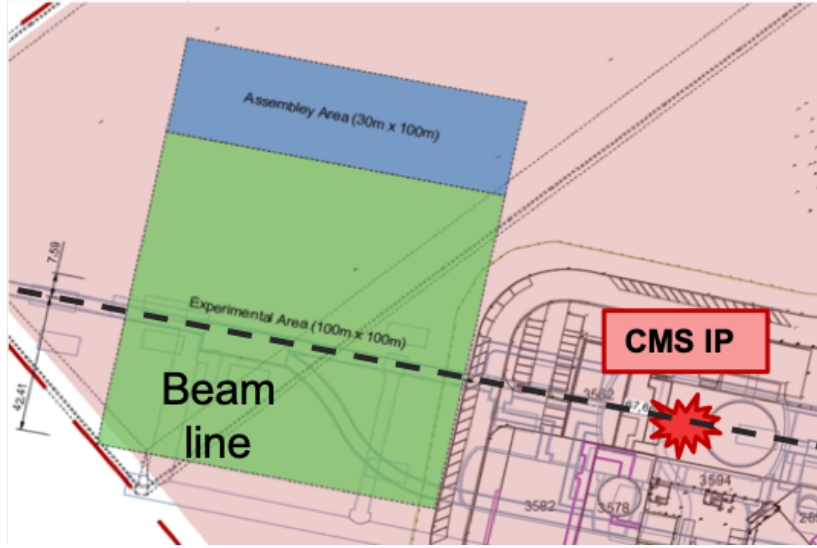 Assembley Area (30m x 100m)
7,59
Experimental Area (100m x 100m)
CMS IP
42,41
Beam
line
3562
3594
3582
3578